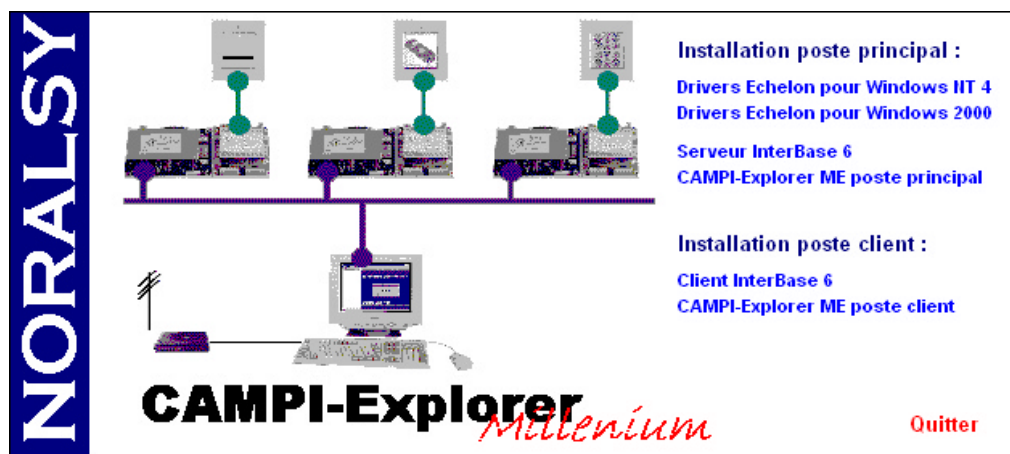 NORALSY
Installation poste principal :
Drivers Echelon pour Windows NT 4
Drivers Echelon pour Windows 2000
Serveur InterBase 6
CAMPI-Explorer ME poste principal
Installation poste client :
Client InterBase 6
CAMPI-Explorer ME poste client
CAMPI-Explorer
Millenium
Quitter